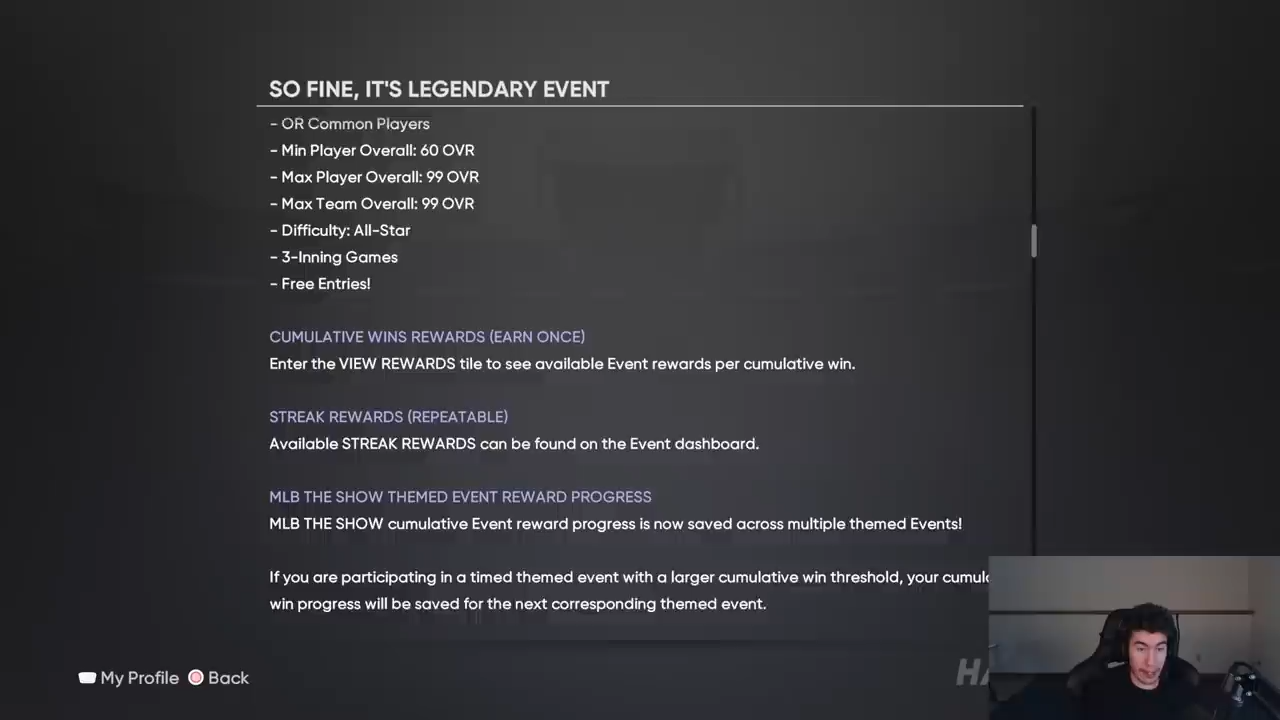 SO FINE, IT'S LEGENDARY EVENT
- OR Common Players
- Min Player Overall: 60 OVR
- Max Player Overall: 99 OVR
- Max Team Overall: 99 OVR
- Difficulty: All-Star
- 3-Inning Games
- Free Entries!
CUMULATIVE WINS REWARDS (EARN ONCE)
Enter the VIEW REWARDS tile to see available Event rewards per cumulative win.
STREAK REWARDS (REPEATABLE)
Available STREAK REWARDS can be found on the Event dashboard.
MLB THE SHOW THEMED EVENT REWARD PROGRESS
MLB THE SHOW cumulative Event reward progress is now saved across multiple themed Events!
If you are participating in a timed themed event with a larger cumulative win threshold, your cumul
win progress will be saved for the next corresponding themed event.
My Profile Back